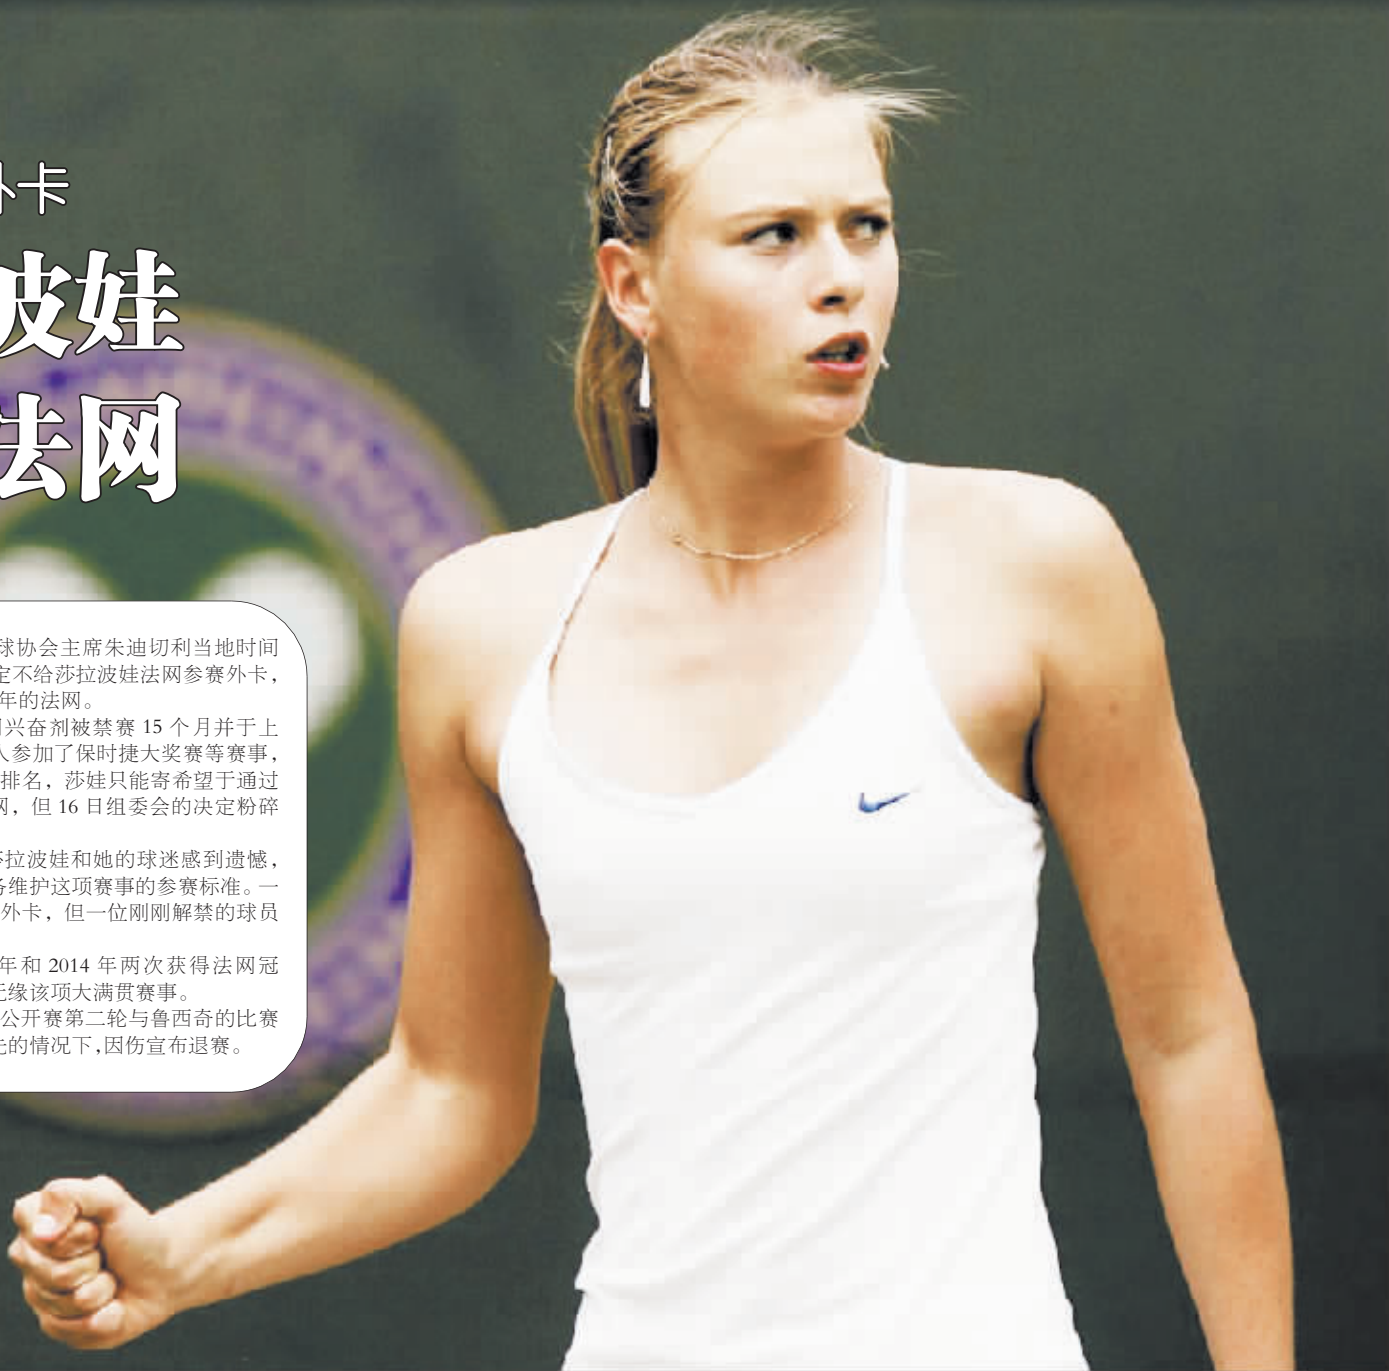 卡
波娃
法网
球协会主席朱迪切利当地时间
定不给莎拉波娃法网参赛外卡，
年的法网。
兴奋剂被禁赛 15 个月并于上
人参加了保时捷大奖赛等赛事，
排名，莎娃只能寄希望于通过
网，但 16 日组委会的决定粉碎
拉波娃和她的球迷感到遗憾，
务维护这项赛事的参赛标准。一
外卡，但一位刚刚解禁的球员
年和 2014 年两次获得法网冠
无缘该项大满贯赛事。
公开赛第二轮与鲁西奇的比赛
先的情况下，因伤宣布退赛。